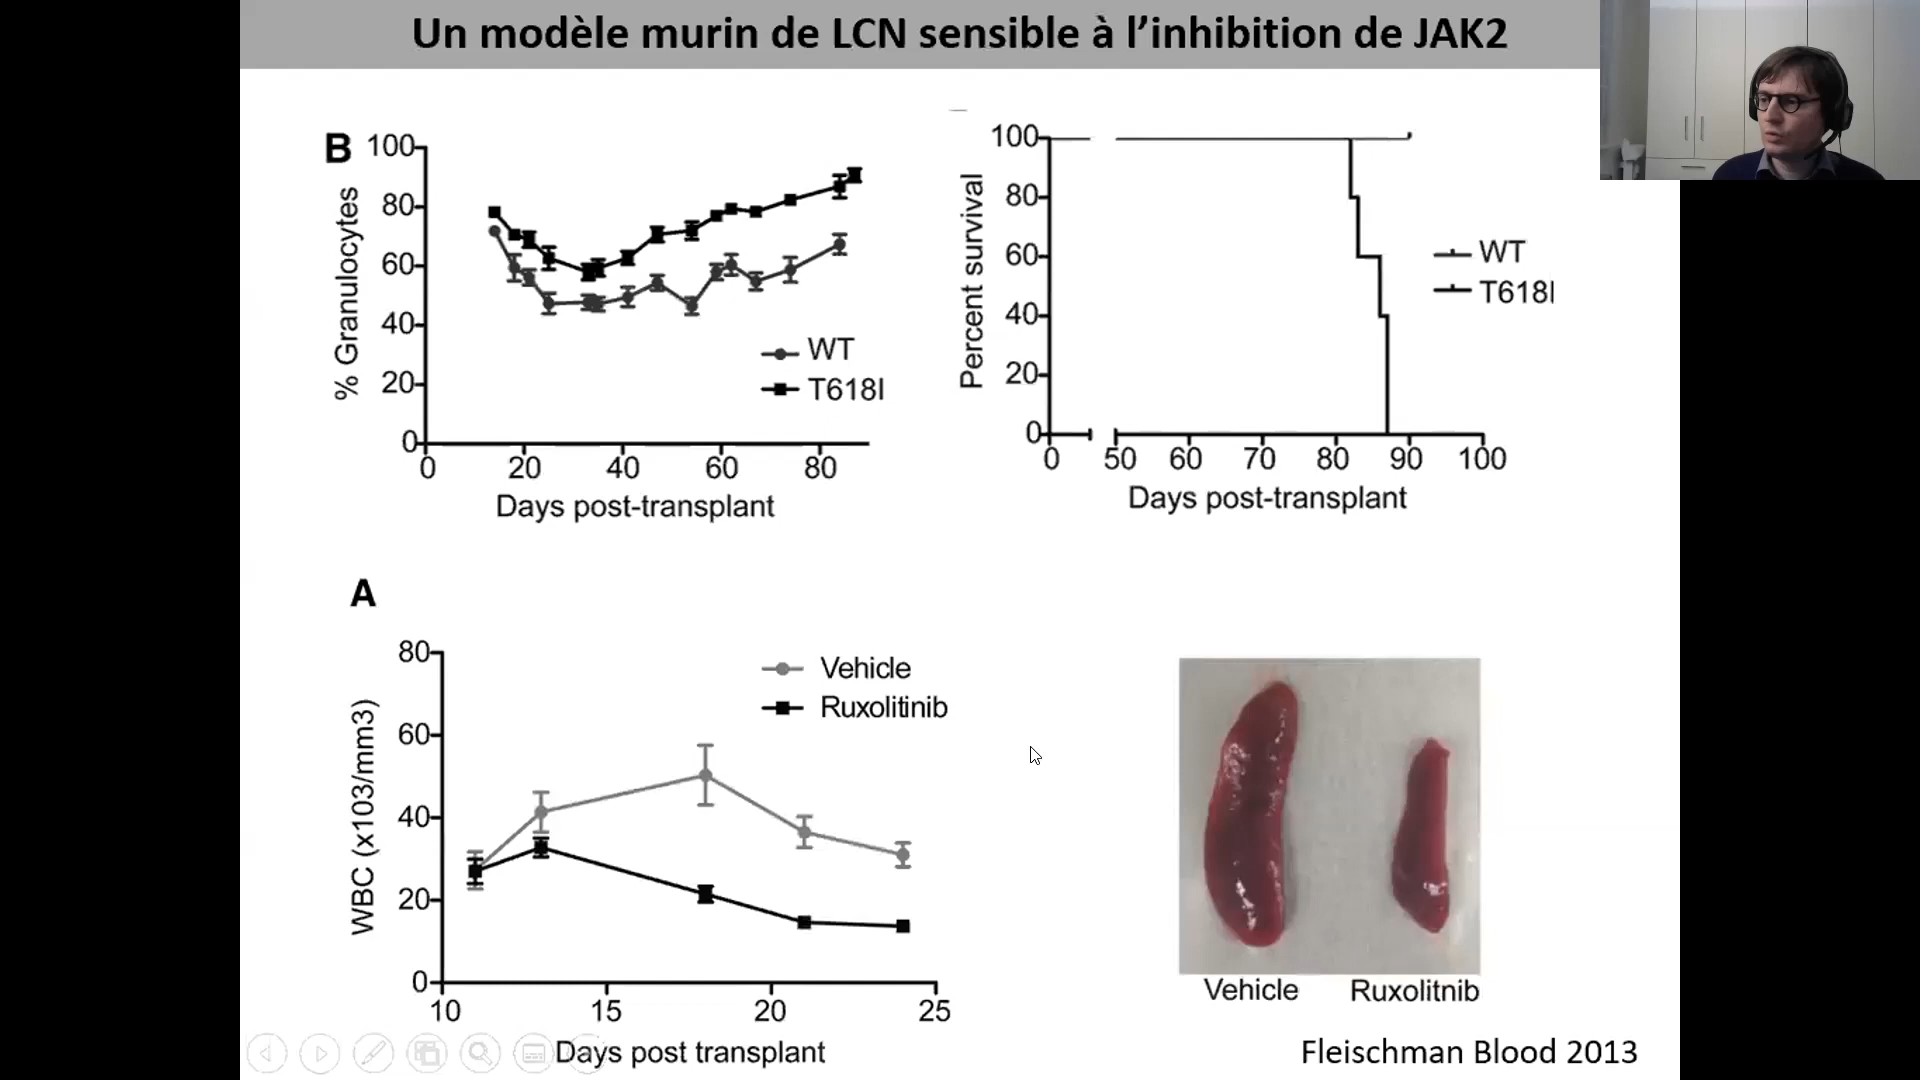 Un modèle murin de LCN sensible à l’inhibition de JAK2
B
100
80
60
40
20
0
% Granulocytes
WT
T618I
0 20 40 60 80
Days post-transplant
100
80
60
40
20
0
Percent survival
WT
T618I
0 50 60 70 80 90 100
Days post-transplant
A
80
60
40
20
0
WBC (x103/mm3)
Vehicle
Ruxolitinib
10 15 20 25
Days post transplant
Vehicle Ruxolitnib
Fleischman Blood 2013